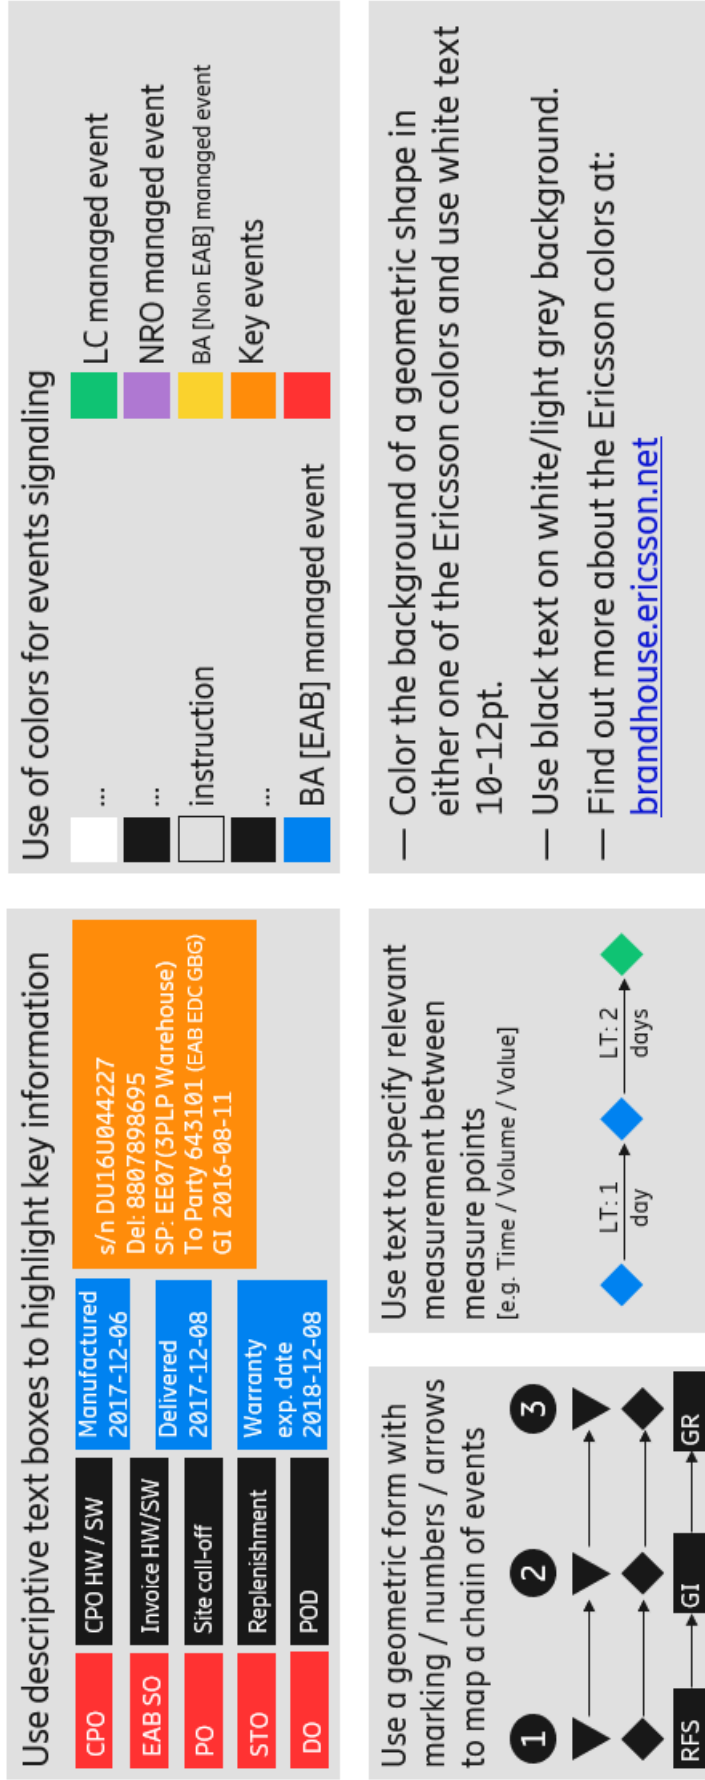 Use descriptive text boxes to highlight key information
CPO
CPO HW / SW
EAB SO
Invoice HW/SW
PO
Site call-off
STO
Replenishment
DO
POD
Manufactured
2017-12-06
Delivered
2017-12-08
Warranty
exp. date
2018-12-08
s/n DU16U044227
Del: 8807898695
SP: EE07(3PLP Warehouse)
To Party 643101 (EAB EDC GBG)
GI 2016-08-11
Use of colors for events signaling
...
...
instruction
...
BA [EAB] managed event
LC managed event
NRO managed event
BA [Non EAB] managed event
Key events
Use a geometric form with
marking / numbers / arrows
to map a chain of events
1
2
3
RFS
GI
GR
Use text to specify relevant
measurement between
measure points
[e.g. Time / Volume / Value]
LT: 1
day
LT: 2
days
— Color the background of a geometric shape in
either one of the Ericsson colors and use white text
10-12pt.
— Use black text on white/light grey background.
— Find out more about the Ericsson colors at:
brandhouse.ericsson.net